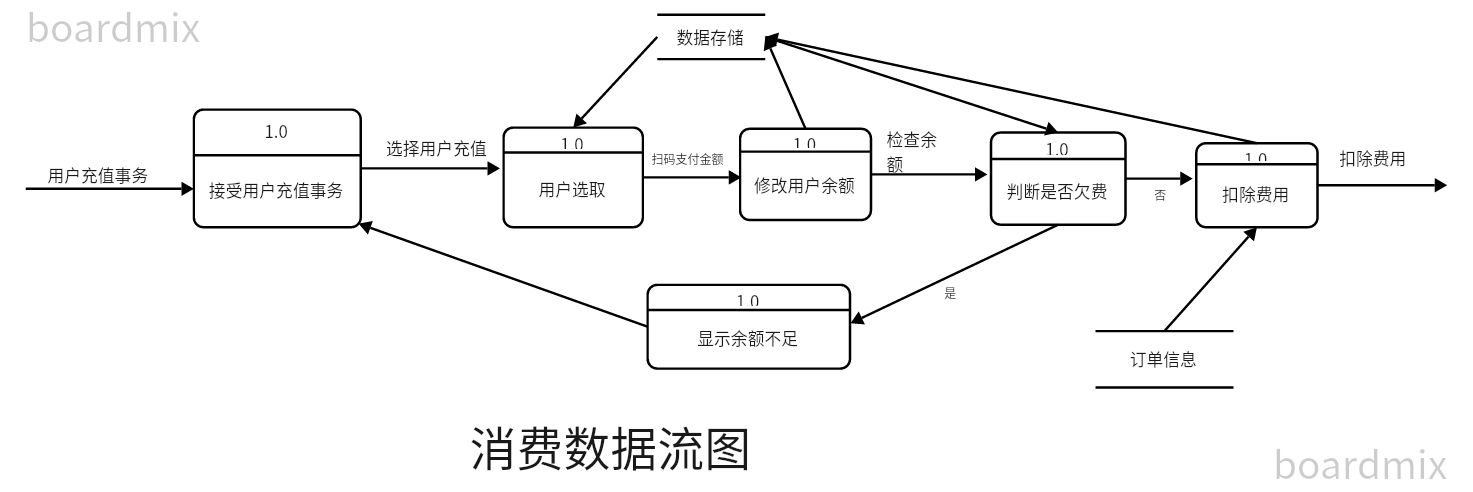 boardmix
数据存储
用户充值事务
1.0
接受用户充值事务
选择用户充值
1.0
用户选取
扫码支付金额
1.0
修改用户余额
检查余
额
1.0
判断是否欠费
否
1.0
扣除费用
扣除费用
是
1.0
显示余额不足
订单信息
消费数据流图
boardmix